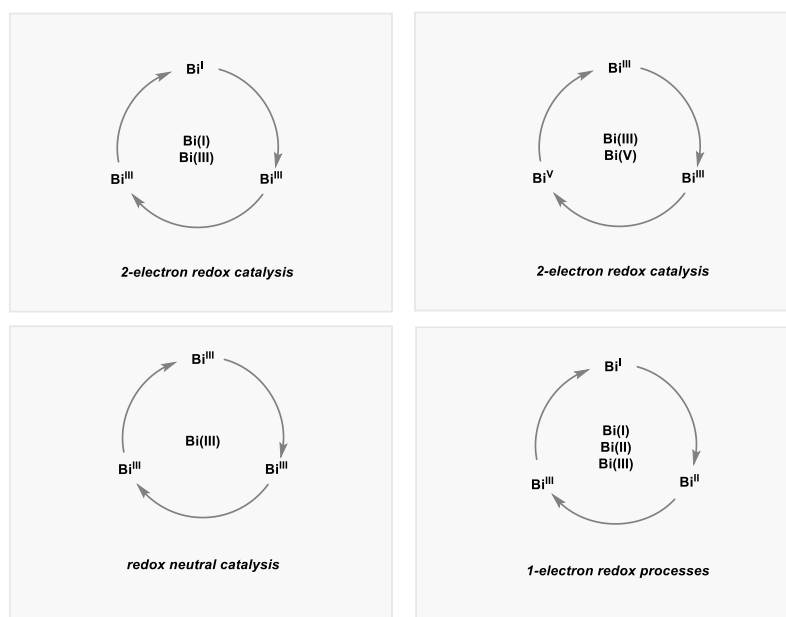 Bi^I
Bi(I)
Bi(III)
Bi^III
Bi^III
2-electron redox catalysis
Bi^III
Bi(III)
Bi(V)
Bi^V
Bi^III
2-electron redox catalysis
Bi^III
Bi(III)
Bi^III
Bi^III
redox neutral catalysis
Bi^I
Bi(I)
Bi(II)
Bi(III)
Bi^III
Bi^II
1-electron redox processes